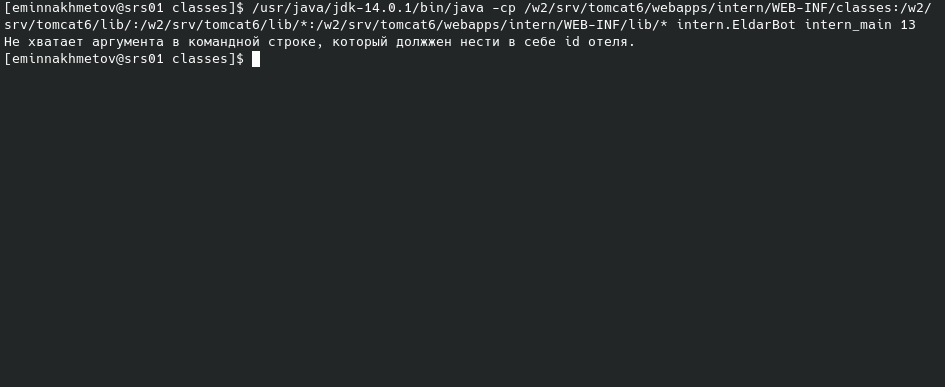 [eminnakhmetov@srs01 classes]$ /usr/java/jdk-14.0.1/bin/java -cp /w2/srv/tomcat6/webapps/intern/WEB-INF/classes:/w2/
srv/tomcat6/lib/:/w2/srv/tomcat6/lib/*:/w2/srv/tomcat6/webapps/intern/WEB-INF/lib/* intern.EldarBot intern_main 13
Не хватает аргумента в командной строке, который должжен нести в себе id отеля.
[eminnakhmetov@srs01 classes]$